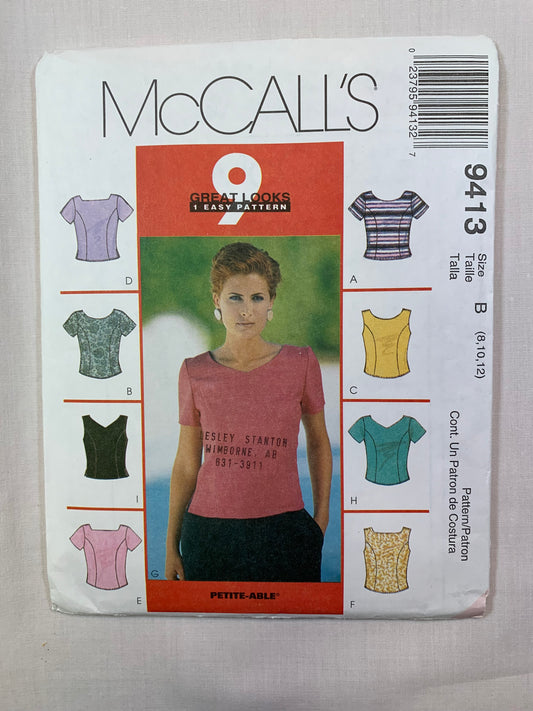 McCALL'S
0 23795 94132 7
9
GREAT LOOKS
1 EASY PATTERN
9413
Size B (8,10,12)
Taille
Talla
Pattern/Patron
Cont. Un Patron de Costura
D
A
B
C
I
H
E
F
G
LESLEY STANTON
WIMBORNE, AB
631-3911
PETITE-ABLE®